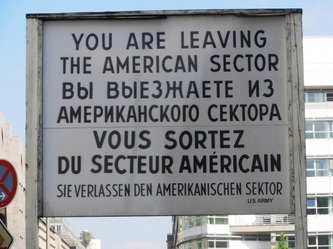 YOU ARE LEAVING
THE AMERICAN SECTOR
ВЫ ВЫЕЗЖАЕТЕ ИЗ
АМЕРИКАНСКОГО СЕКТОРА
VOUS SORTEZ
DU SECTEUR AMÉRICAIN
SIE VERLASSEN DEN AMERIKANISCHEN SEKTOR
US ARMY